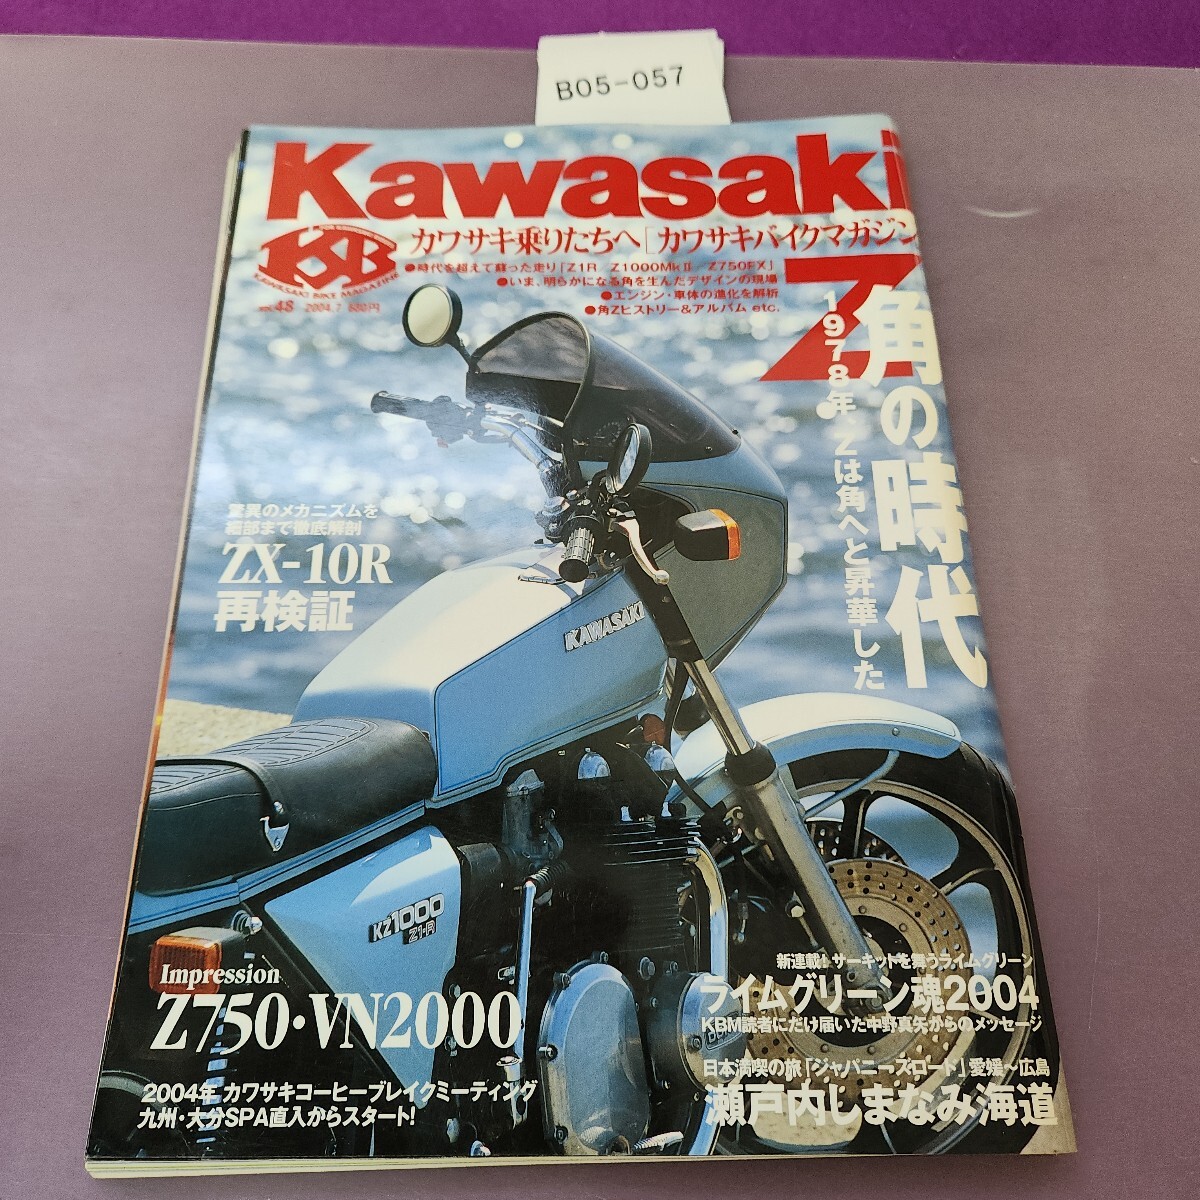 B05-057
Kawasaki
カワサキ乗りたちへ[カワサキバイクマガジン
KB
KAWASAKI BIKE MAGAZINE
VOL.48 2004.7 680円
●時代を超えて蘇った走り「Z1R Z1000MkⅡ Z750FX」
●いま、明らかになる角を生んだデザインの現場
●エンジン・車体の進化を解析
●角Zヒストリー&アルバム etc.
Z
角の時代
1978年、Zは角へと昇華した
驚異のメカニズムを
細部まで徹底解剖
ZX-10R
再検証
KAWASAKI
KZ1000
Z1-R
Impression
Z750・VN2000
2004年 カワサキコーヒーブレイクミーティング
九州・大分SPA直入からスタート!
新連載! サーキットを舞うライムグリーン
ライムグリーン魂2004
KBM読者にだけ届いた中野真矢からのメッセージ
日本満喫の旅「ジャパニーズロード」愛媛〜広島
瀬戸内しまなみ海道